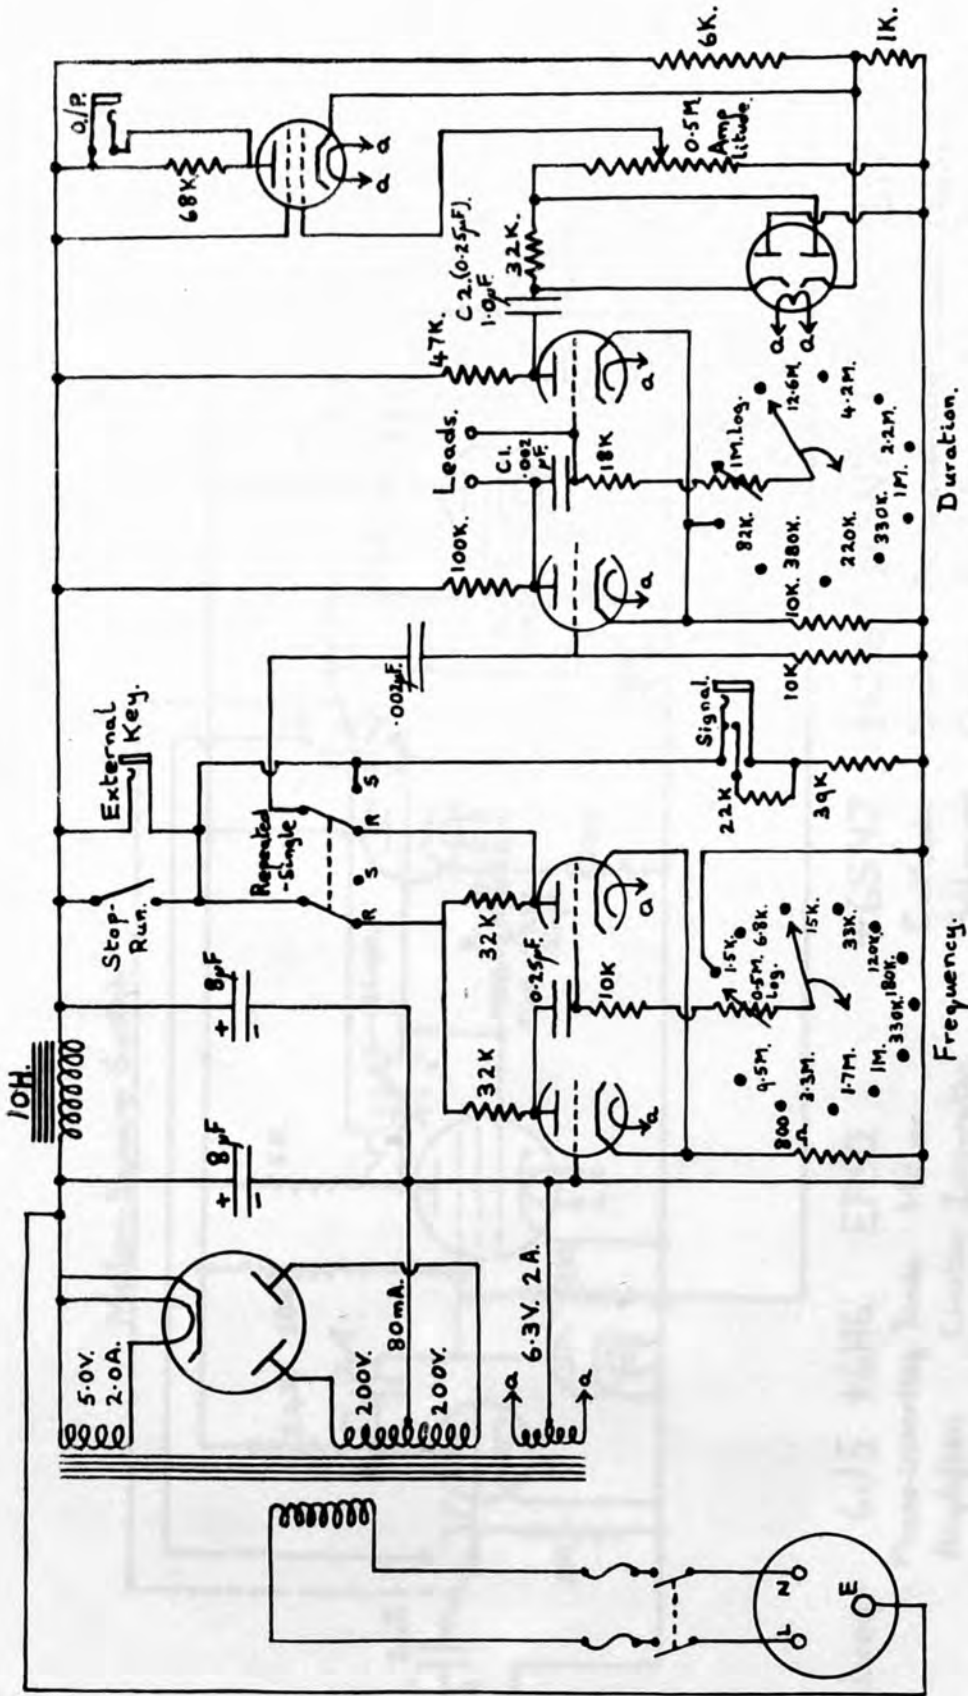 10H.
5.0V.
2.0A.
8µF
+
-
8µF
+
-
200V.
80mA.
200V.
6.3V. 2A.
a
a
L
N
E
Stop-
Run.
External
Key.
Repeated
-Single
R
S
R
S
32K
32K
0.25µF.
10K
a
a
0.5M.
Log.
1.5K.
6.8K.
15K
33K
120K.
180K.
330K.
1M.
1.7M.
3.3M.
9.5M.
800
Ω
Frequency.
Signal.
22K
39K
.002µF.
10K
100K.
47K.
Leads.
C1.
.002
µF.
18K
a
a
1M.Log.
12.6M.
4.2M.
2.2M.
1M.
330K.
220K.
380K.
82K.
10K.
Duration.
C2.(0.25µF).
1.0µF.
32K
68K
O/P.
a
a
0.5M.
Amp
litude.
a
a
6K.
1K.